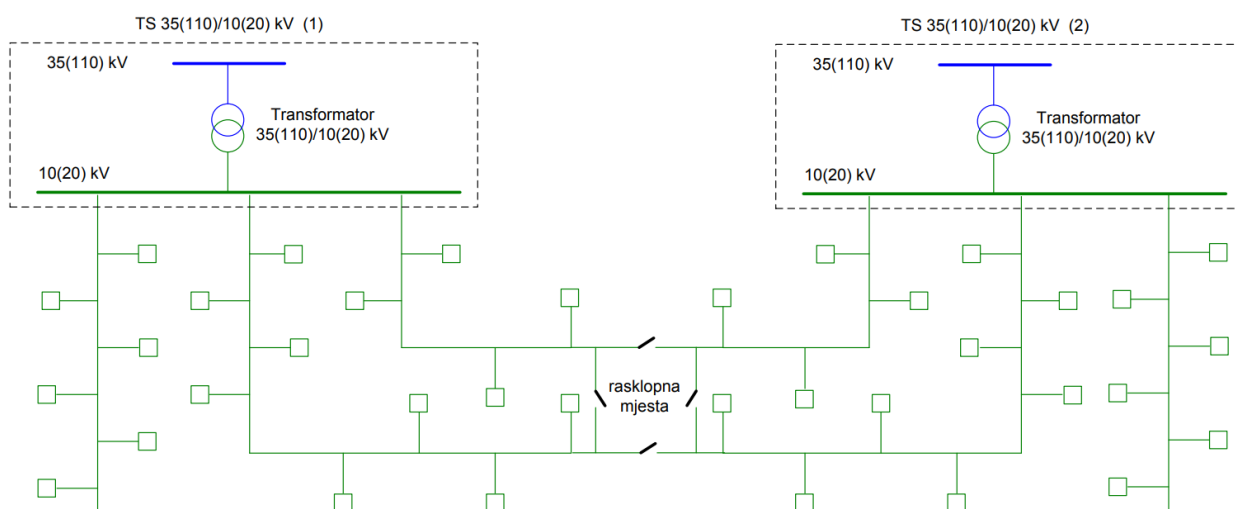 TS 35(110)/10(20) kV  (1)
35(110) kV
Transformator
35(110)/10(20) kV
10(20) kV
TS 35(110)/10(20) kV  (2)
35(110) kV
Transformator
35(110)/10(20) kV
10(20) kV
rasklopna
mjesta